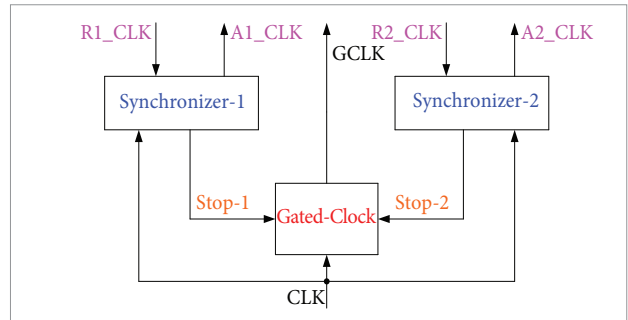 R1_CLK
A1_CLK
GCLK
R2_CLK
A2_CLK
Synchronizer-1
Synchronizer-2
Stop-1
Gated-Clock
Stop-2
CLK